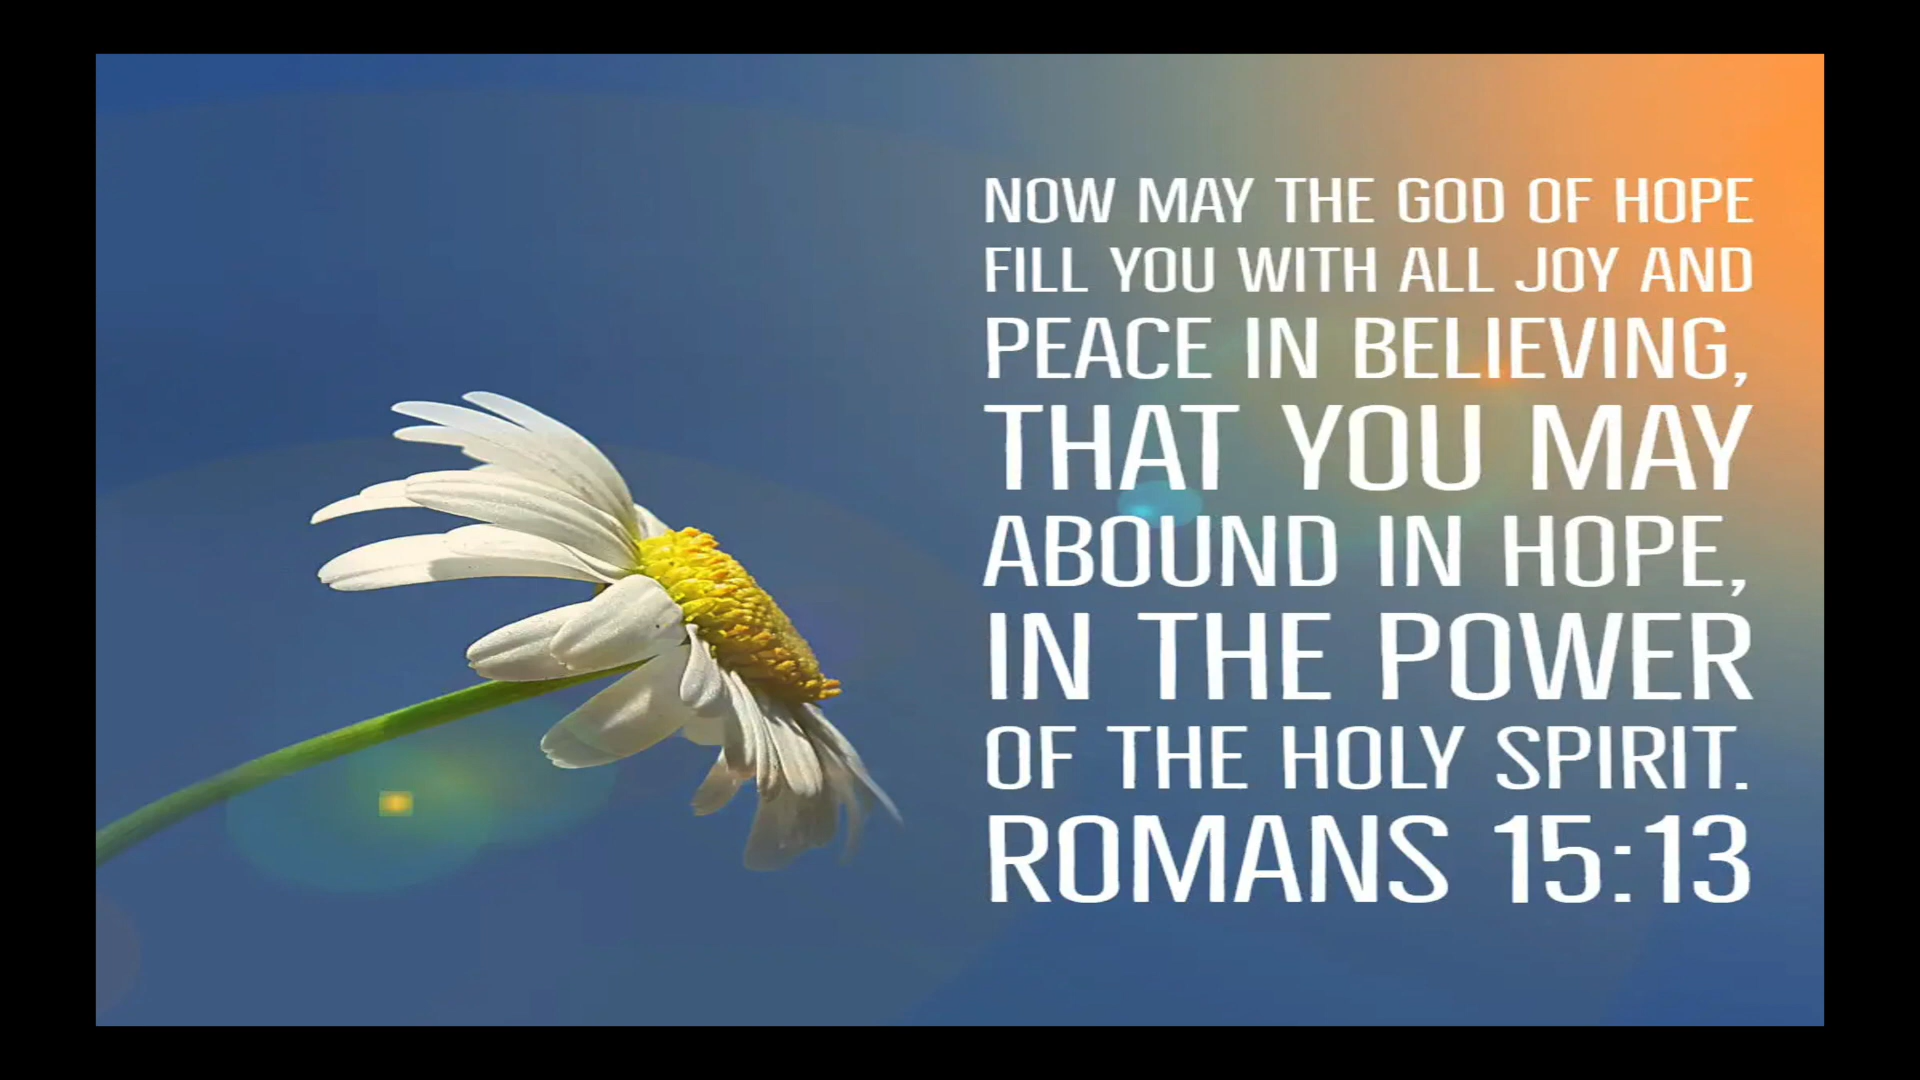 NOW MAY THE GOD OF HOPE
FILL YOU WITH ALL JOY AND
PEACE IN BELIEVING,
THAT YOU MAY
ABOUND IN HOPE,
IN THE POWER
OF THE HOLY SPIRIT.
ROMANS 15:13